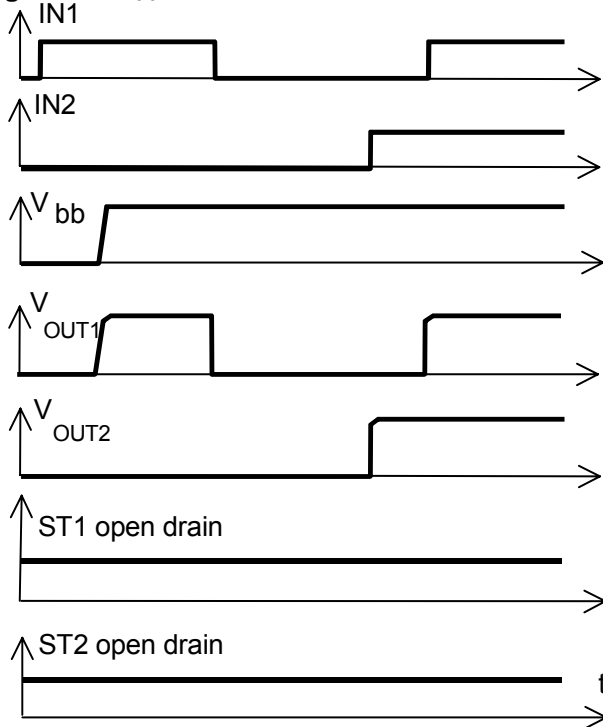 IN1
IN2
V bb
V OUT1
V OUT2
ST1 open drain
ST2 open drain
t